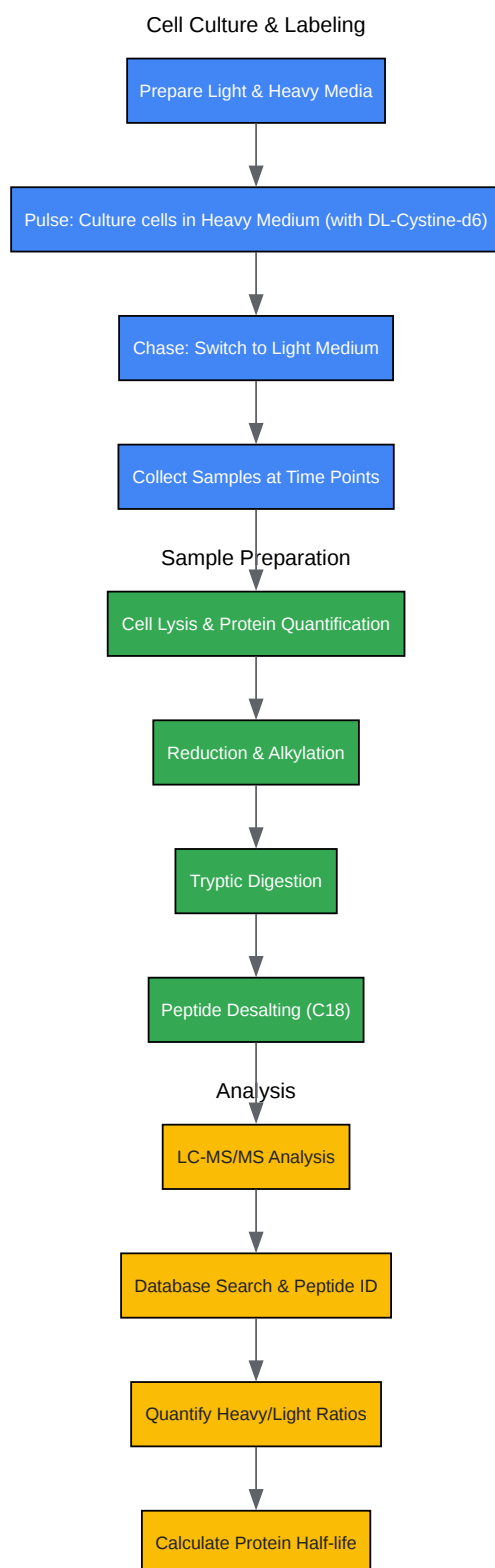 Cell Culture & Labeling
Prepare Light & Heavy Media
Pulse: Culture cells in Heavy Medium (with DL-Cystine-d6)
Chase: Switch to Light Medium
Collect Samples at Time Points
Sample Preparation
Cell Lysis & Protein Quantification
Reduction & Alkylation
Tryptic Digestion
Peptide Desalting (C18)
Analysis
LC-MS/MS Analysis
Database Search & Peptide ID
Quantify Heavy/Light Ratios
Calculate Protein Half-life